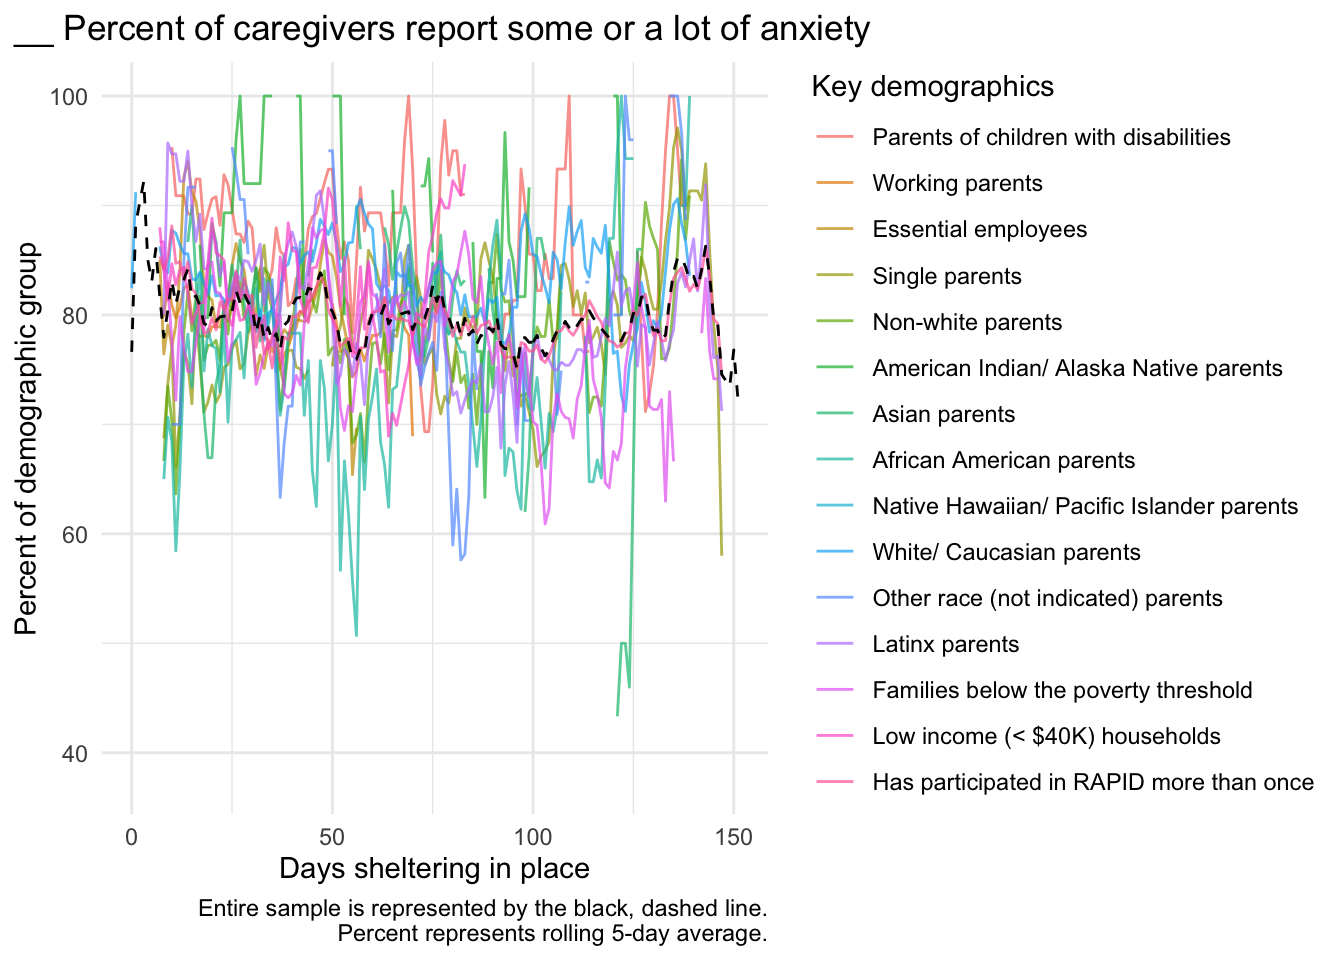 __ Percent of caregivers report some or a lot of anxiety
Percent of demographic group
100
80
60
40
0
50
100
150
Days sheltering in place
Entire sample is represented by the black, dashed line.
Percent represents rolling 5-day average.
Key demographics
Parents of children with disabilities
Working parents
Essential employees
Single parents
Non-white parents
American Indian/ Alaska Native parents
Asian parents
African American parents
Native Hawaiian/ Pacific Islander parents
White/ Caucasian parents
Other race (not indicated) parents
Latinx parents
Families below the poverty threshold
Low income (< $40K) households
Has participated in RAPID more than once